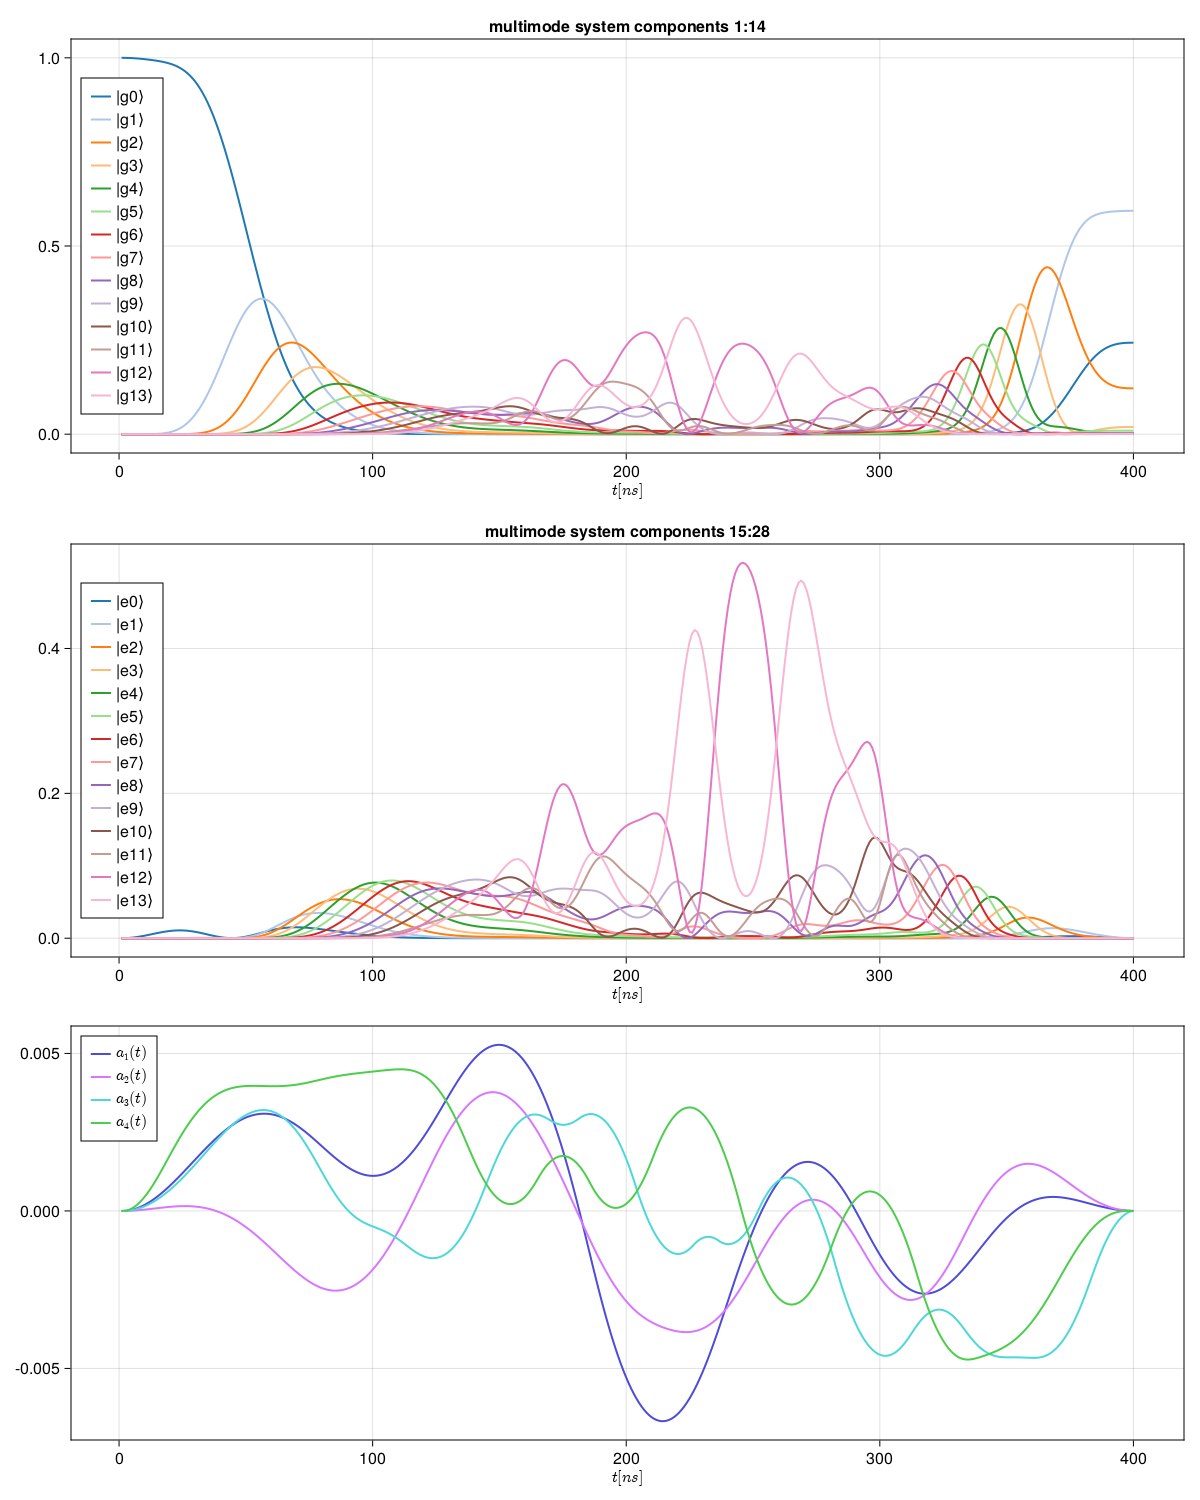 multimode system components 1:14
1.0
0.5
0.0
|g0⟩
|g1⟩
|g2⟩
|g3⟩
|g4⟩
|g5⟩
|g6⟩
|g7⟩
|g8⟩
|g9⟩
|g10⟩
|g11⟩
|g12⟩
|g13⟩
0 100 200 300 400
t[ns]
multimode system components 15:28
0.4
0.2
0.0
|e0⟩
|e1⟩
|e2⟩
|e3⟩
|e4⟩
|e5⟩
|e6⟩
|e7⟩
|e8⟩
|e9⟩
|e10⟩
|e11⟩
|e12⟩
|e13⟩
0 100 200 300 400
t[ns]
0.005
0.000
-0.005
a₁(t)
a₂(t)
a₃(t)
a₄(t)
0 100 200 300 400
t[ns]